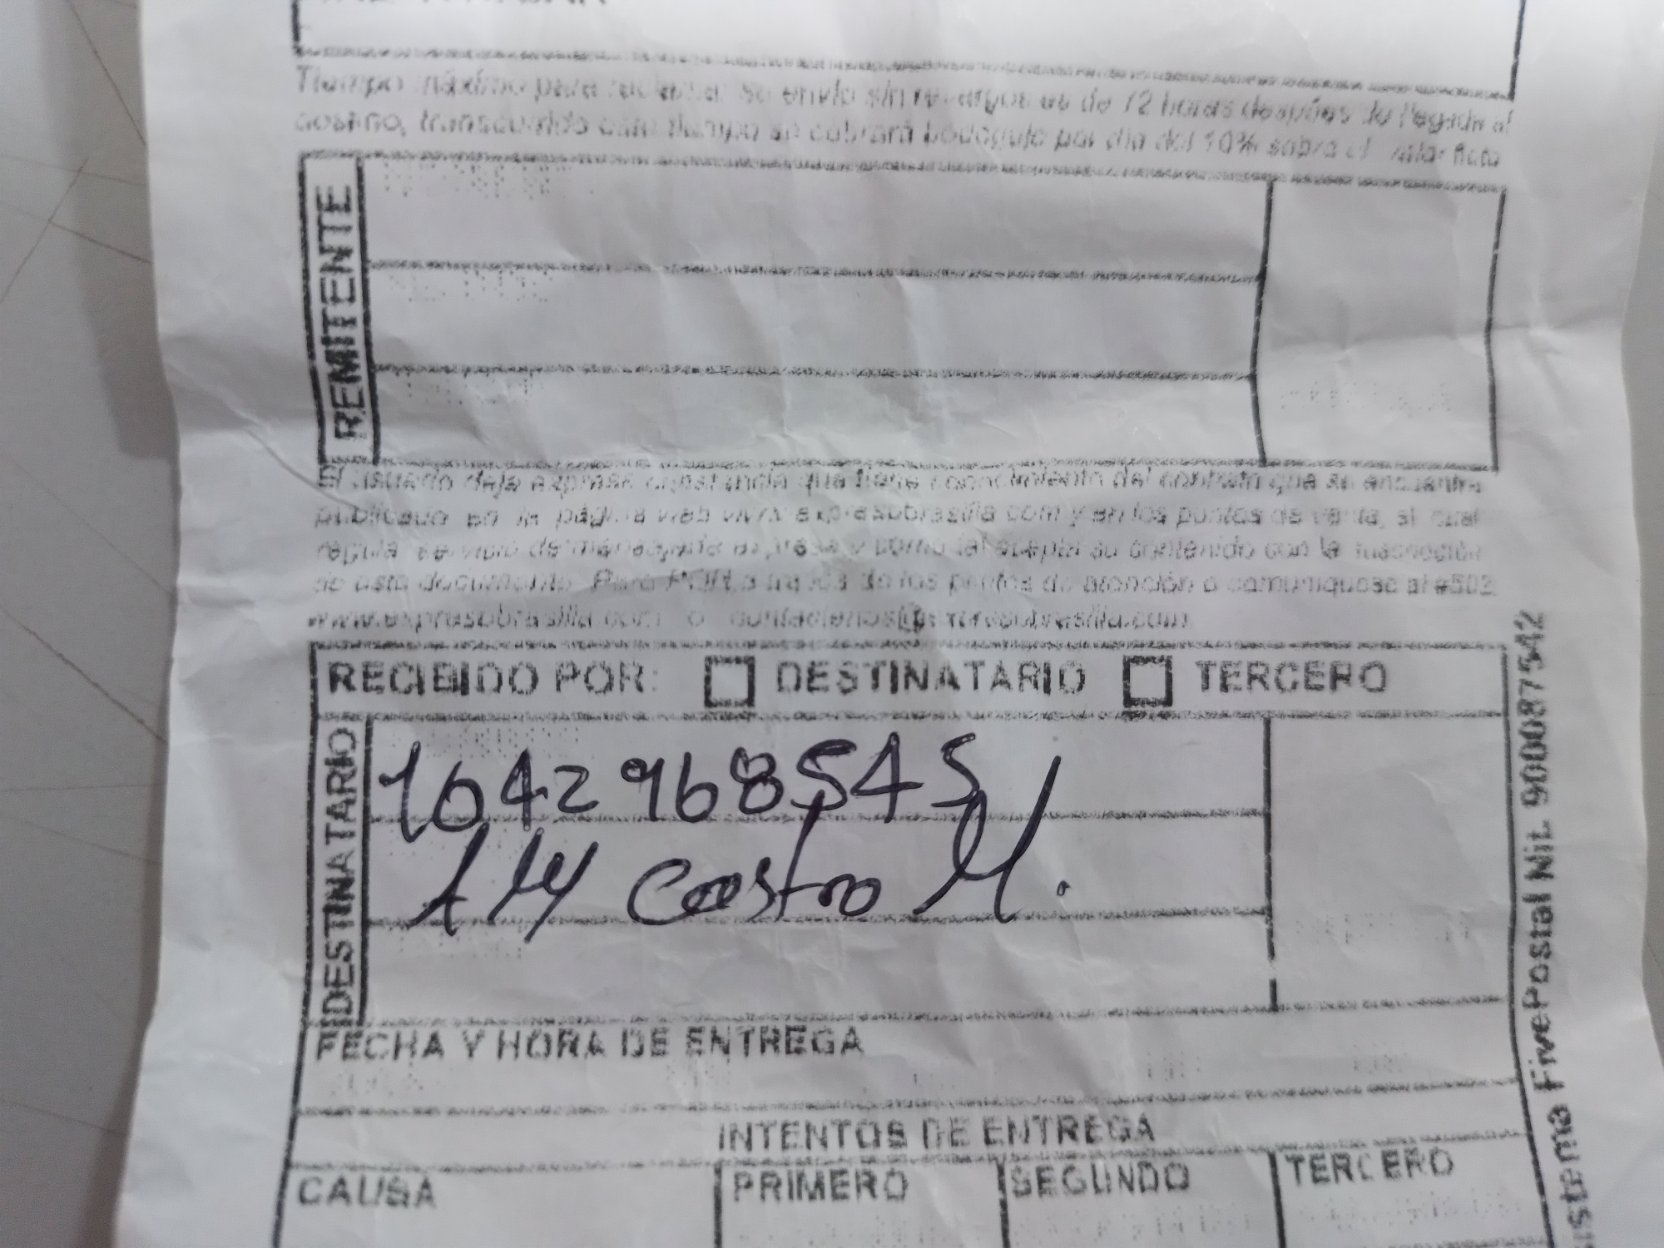 Tiempo máximo para reclamar su envío sin recargos es de 72 horas después de llegada al
destino, transcurrido este tiempo se cobrará bodegaje por día del 10% sobre el valor flete
REMITENTE
El usuario deja expresa constancia que tiene conocimiento del contrato que se encuentra
publicado en la página web www.expresobrasilia.com y en los puntos de venta, el cual
regula servicio de mensajería expresa y como tal acepta su contenido con la suscripción
de este documento. Para PQR a través de los puntos de atención o comuniquese al #502
www.expresobrasilia.com o contactenos@expresobrasilia.com
RECIBIDO POR: DESTINATARIO TERCERO
DESTINATARIO
1042968545
Castro M.
FECHA Y HORA DE ENTREGA
INTENTOS DE ENTREGA
CAUSA PRIMERO SEGUNDO TERCERO
FivePostal Nit. 900087542